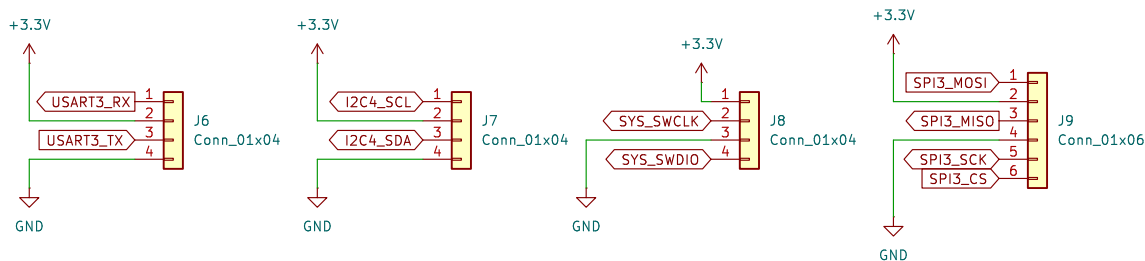 +3.3V
USART3_RX
1
2
USART3_TX
3
4
J6
Conn_01x04
GND
+3.3V
I2C4_SCL
1
2
I2C4_SDA
3
4
J7
Conn_01x04
GND
+3.3V
1
SYS_SWCLK
2
3
SYS_SWDIO
4
J8
Conn_01x04
GND
+3.3V
SPI3_MOSI
1
2
SPI3_MISO
3
4
SPI3_SCK
5
SPI3_CS
6
J9
Conn_01x06
GND